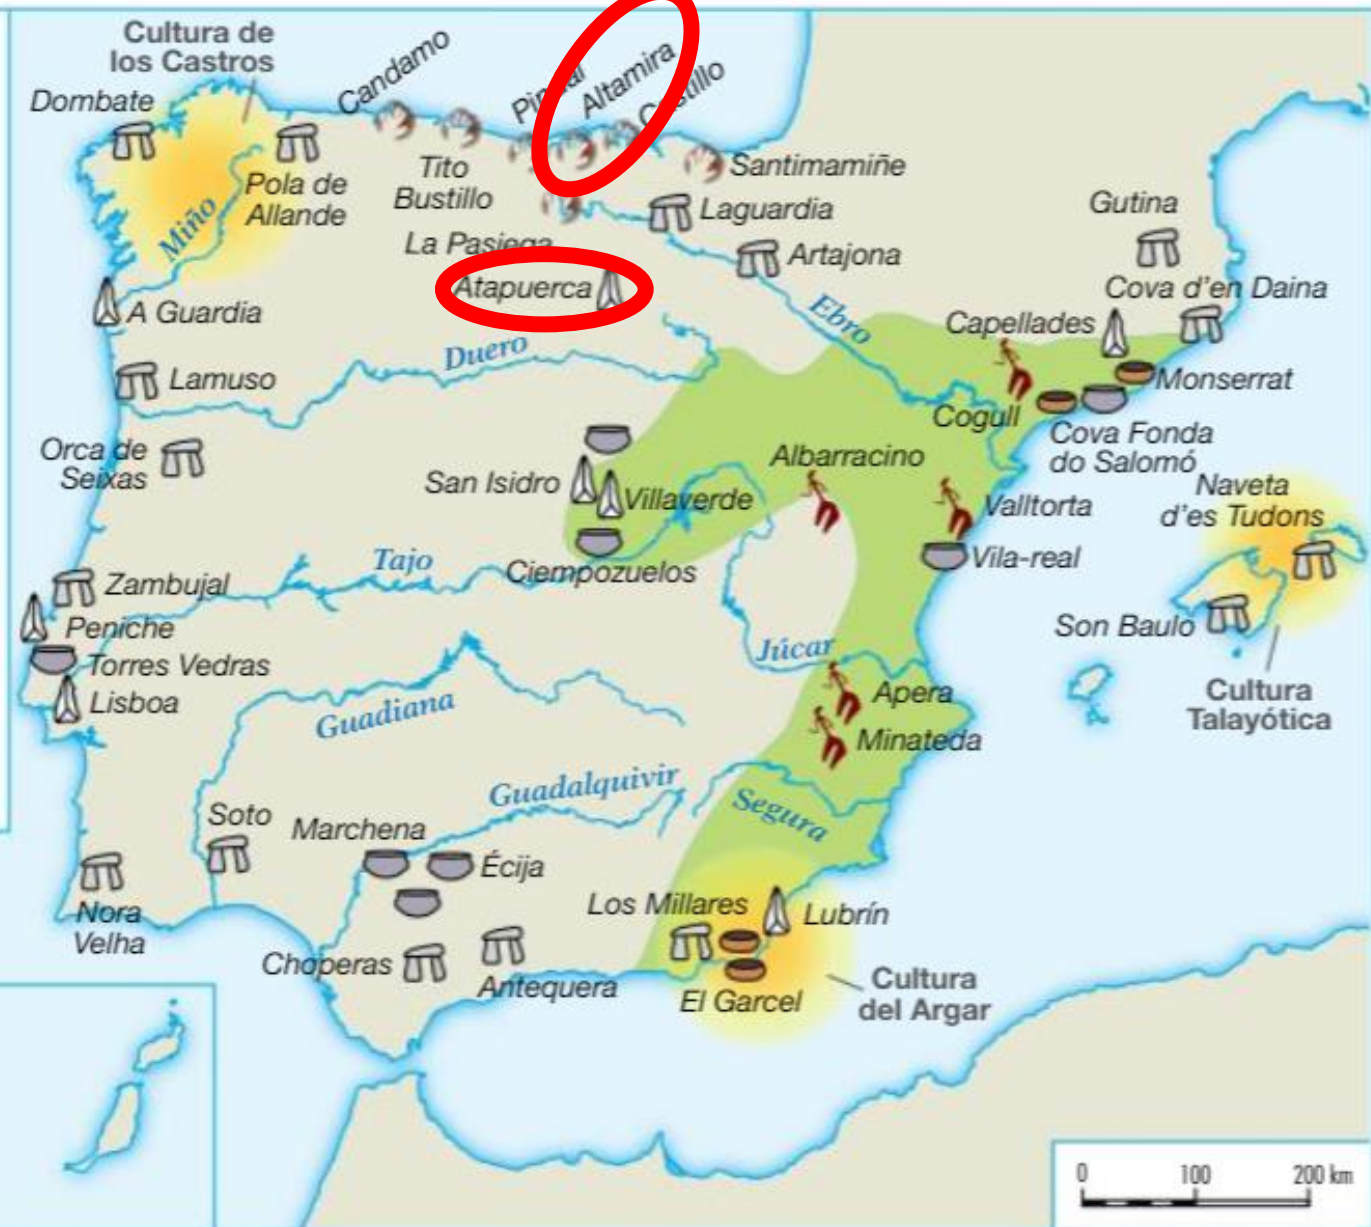 Cultura de
los Castros
Dombate
Candamo
Pindal
Altamira
Castillo
Tito
Bustillo
Santimamiñe
Pola de
Allande
Miño
Laguardia
Gutina
La Pasiega
Artajona
Atapuerca
A Guardia
Ebro
Cova d'en Daina
Capellades
Duero
Lamuso
Monserrat
Cogull
Cova Fonda
do Salomó
Orca de
Seixas
San Isidro
Villaverde
Albarracino
Valltorta
Naveta
d'es Tudons
Vila-real
Tajo
Ciempozuelos
Zambujal
Peniche
Son Baulo
Júcar
Torres Vedras
Lisboa
Guadiana
Apera
Minateda
Cultura
Talayótica
Guadalquivir
Segura
Soto
Marchena
Écija
Nora
Velha
Los Millares
Lubrín
Choperas
Antequera
El Garcel
Cultura
del Argar
0 100 200 km